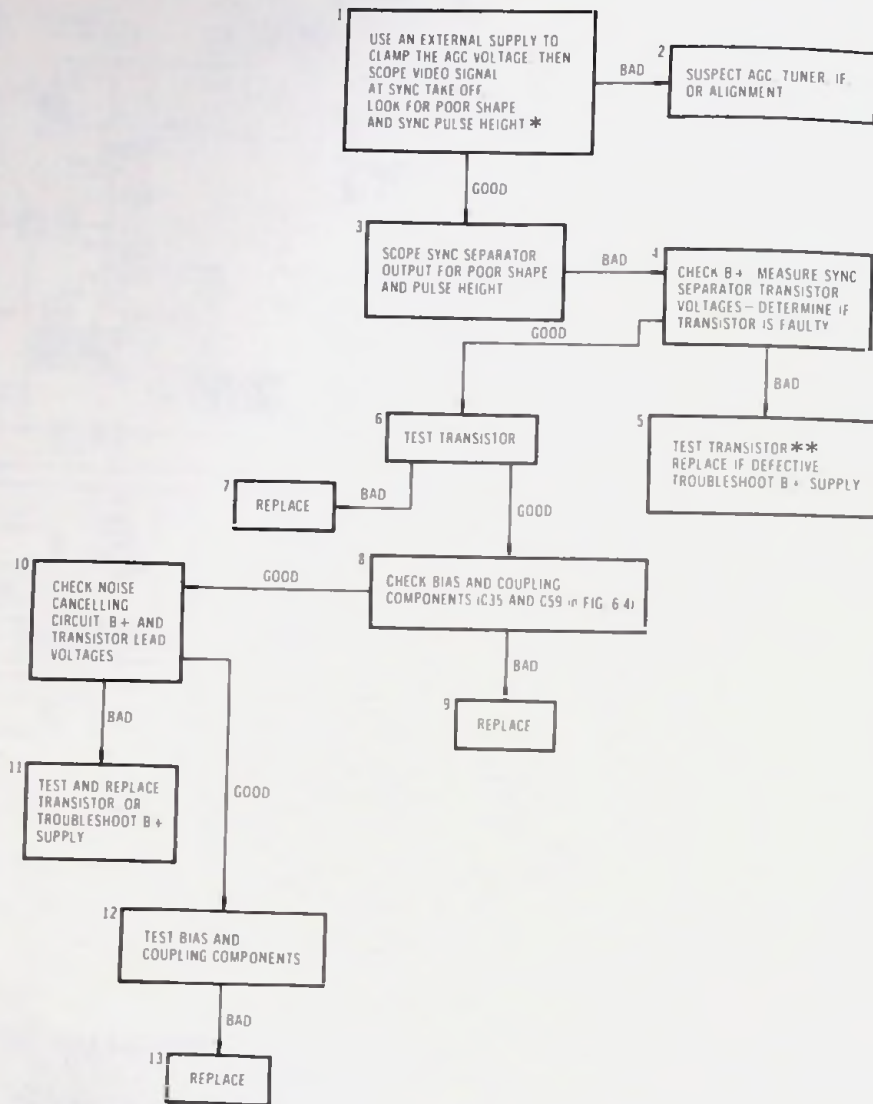 1
USE AN EXTERNAL SUPPLY TO
CLAMP THE AGC VOLTAGE, THEN
SCOPE VIDEO SIGNAL
AT SYNC TAKE OFF
LOOK FOR POOR SHAPE
AND SYNC PULSE HEIGHT *
BAD
2
SUSPECT AGC, TUNER, IF,
OR ALIGNMENT
GOOD
3
SCOPE SYNC SEPARATOR
OUTPUT FOR POOR SHAPE
AND PULSE HEIGHT
BAD
4
CHECK B+ MEASURE SYNC
SEPARATOR TRANSISTOR
VOLTAGES – DETERMINE IF
TRANSISTOR IS FAULTY
GOOD
BAD
5
TEST TRANSISTOR **
REPLACE IF DEFECTIVE
TROUBLESHOOT B+ SUPPLY
6
TEST TRANSISTOR
BAD
7
REPLACE
GOOD
8
CHECK BIAS AND COUPLING
COMPONENTS (C35 AND C59 in FIG 6 4)
GOOD
BAD
9
REPLACE
10
CHECK NOISE
CANCELLING
CIRCUIT B+ AND
TRANSISTOR LEAD
VOLTAGES
BAD
11
TEST AND REPLACE
TRANSISTOR OR
TROUBLESHOOT B+
SUPPLY
GOOD
12
TEST BIAS AND
COUPLING COMPONENTS
BAD
13
REPLACE